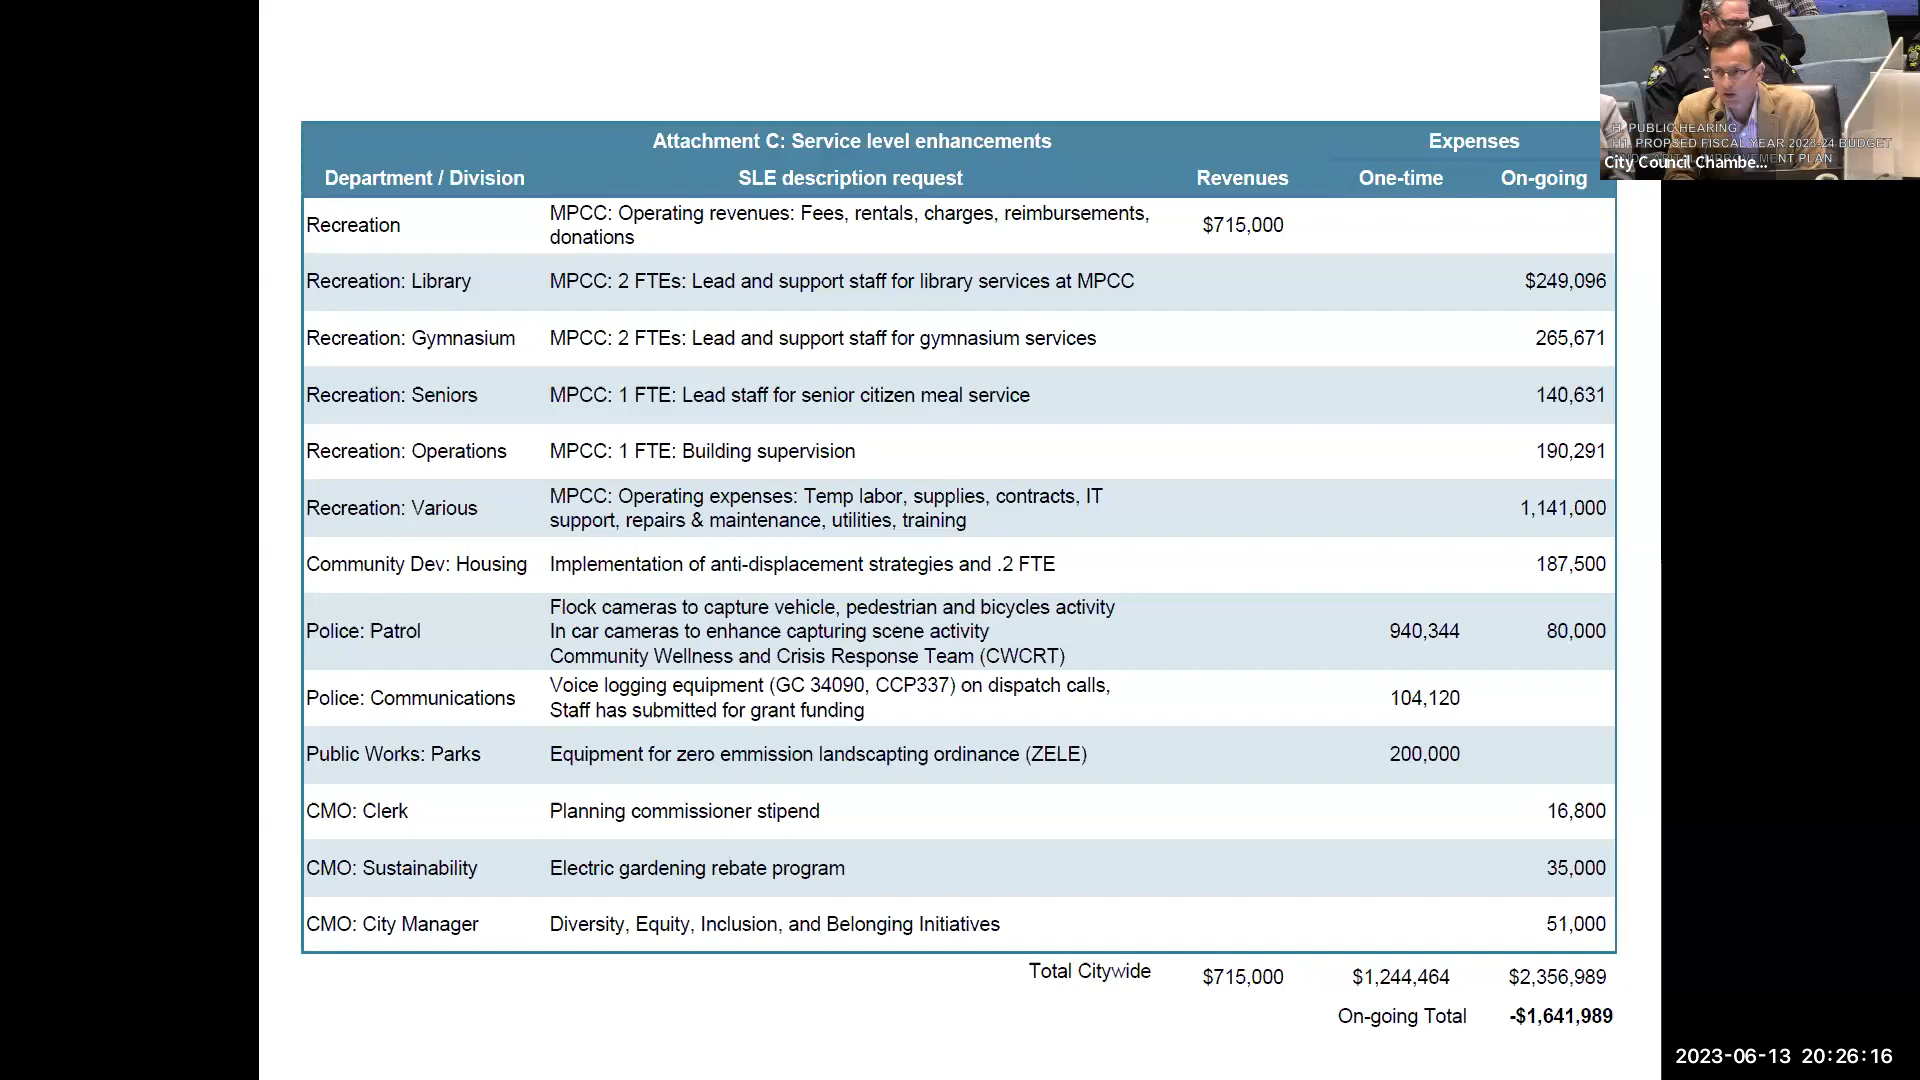 Attachment C: Service level enhancements Expenses
Department / Division SLE description request Revenues One-time On-going
Recreation MPCC: Operating revenues: Fees, rentals, charges, reimbursements, donations $715,000
Recreation: Library MPCC: 2 FTEs: Lead and support staff for library services at MPCC $249,096
Recreation: Gymnasium MPCC: 2 FTEs: Lead and support staff for gymnasium services 265,671
Recreation: Seniors MPCC: 1 FTE: Lead staff for senior citizen meal service 140,631
Recreation: Operations MPCC: 1 FTE: Building supervision 190,291
Recreation: Various MPCC: Operating expenses: Temp labor, supplies, contracts, IT support, repairs & maintenance, utilities, training 1,141,000
Community Dev: Housing Implementation of anti-displacement strategies and .2 FTE 187,500
Flock cameras to capture vehicle, pedestrian and bicycles activity
Police: Patrol In car cameras to enhance capturing scene activity 940,344 80,000
Community Wellness and Crisis Response Team (CWCRT)
Police: Communications Voice logging equipment (GC 34090, CCP337) on dispatch calls, Staff has submitted for grant funding 104,120
Public Works: Parks Equipment for zero emmission landscapting ordinance (ZELE) 200,000
CMO: Clerk Planning commissioner stipend 16,800
CMO: Sustainability Electric gardening rebate program 35,000
CMO: City Manager Diversity, Equity, Inclusion, and Belonging Initiatives 51,000
Total Citywide $715,000 $1,244,464 $2,356,989
On-going Total -$1,641,989
H. PUBLIC HEARING
H1. PROPSED FISCAL YEAR 2023-24 BUDGET
IMPROVEMENT PLAN
City Council Chambe...
2023-06-13 20:26:16